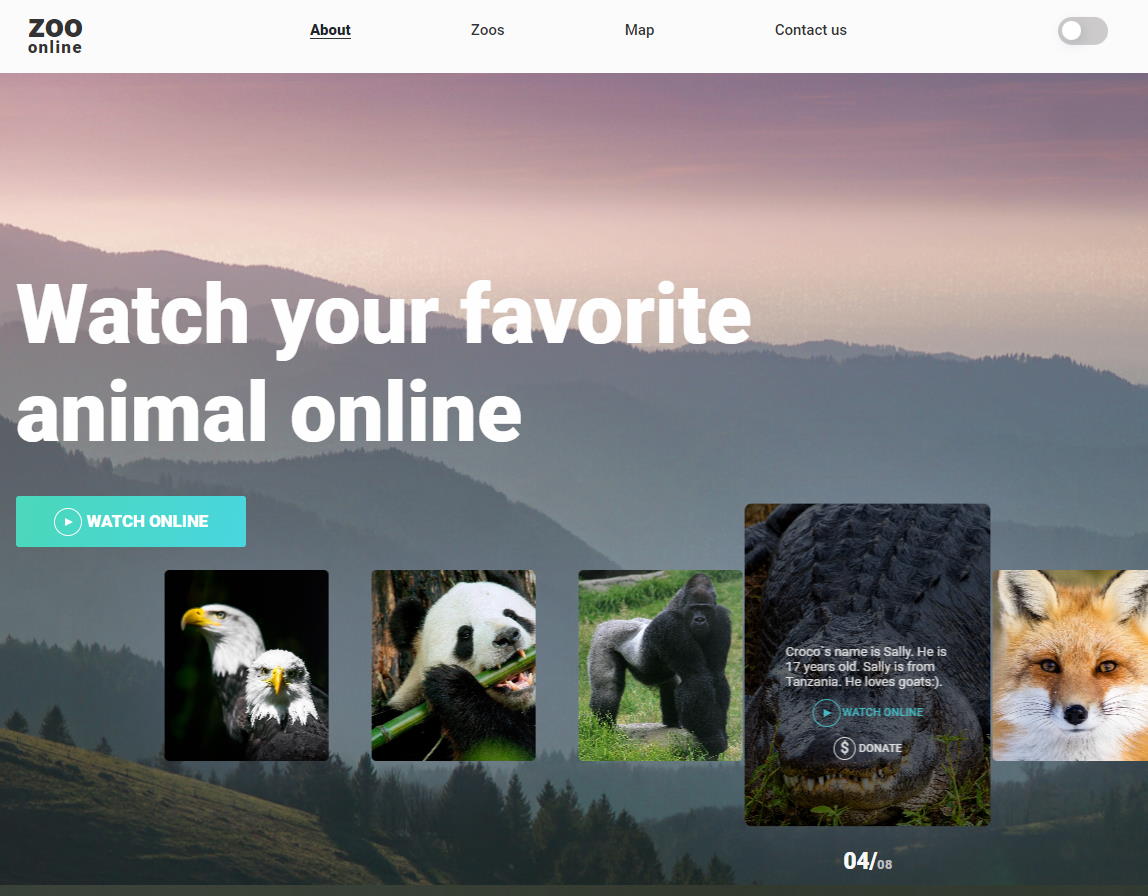 ZOO
online
About
Zoos
Map
Contact us
Watch your favorite
animal online
WATCH ONLINE
Croco`s name is Sally. He is
17 years old. Sally is from
Tanzania. He loves goats:).
WATCH ONLINE
$ DONATE
04/08